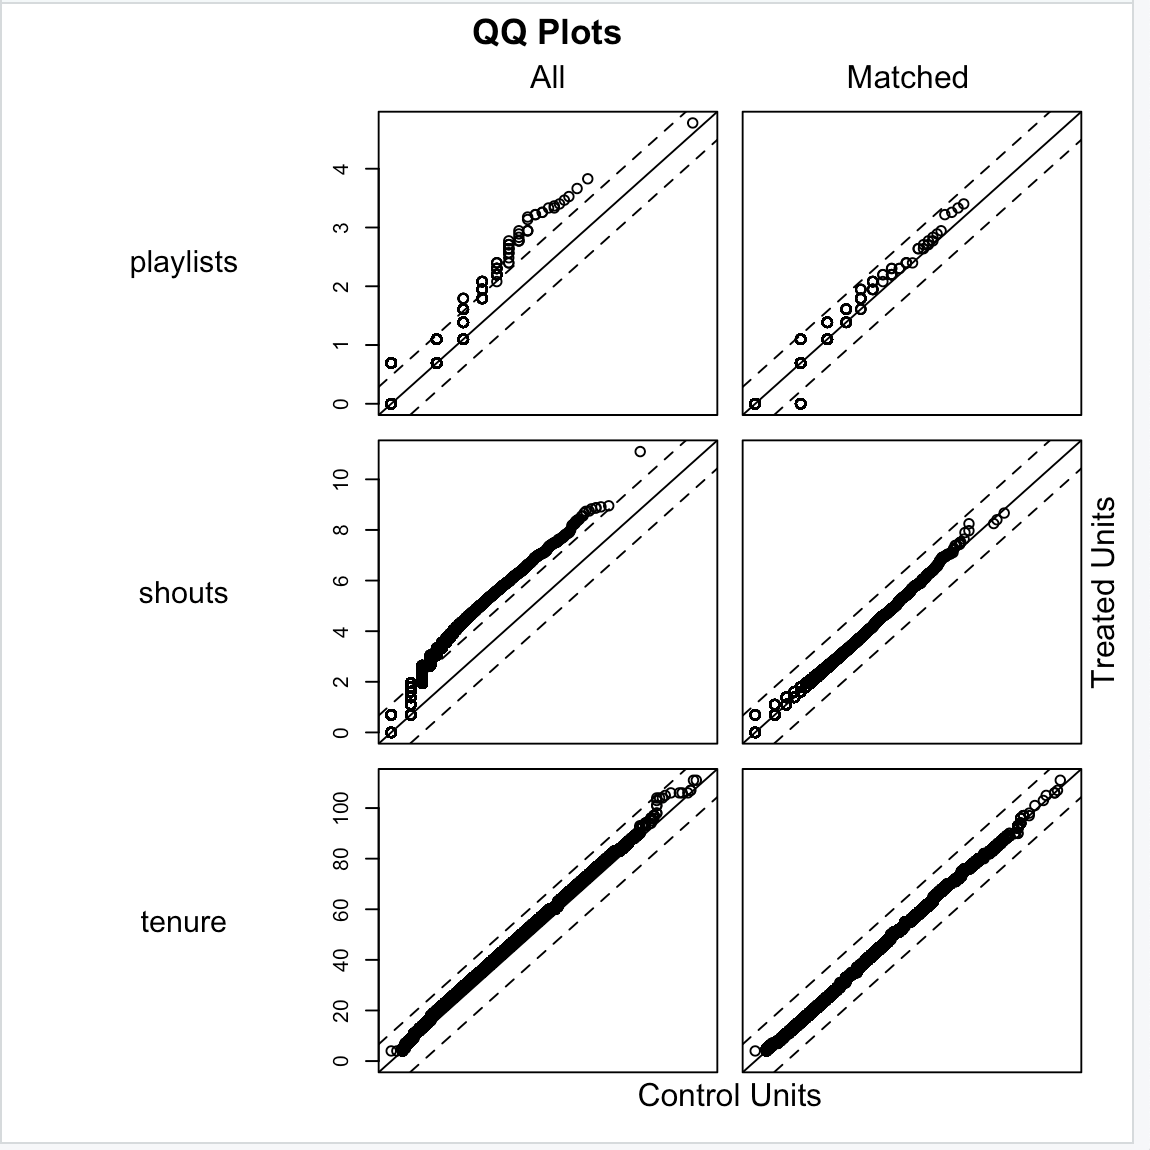 QQ Plots
All Matched
playlists
0 1 2 3 4
shouts
0 2 4 6 8 10
Treated Units
tenure
0 20 40 60 80 100
Control Units